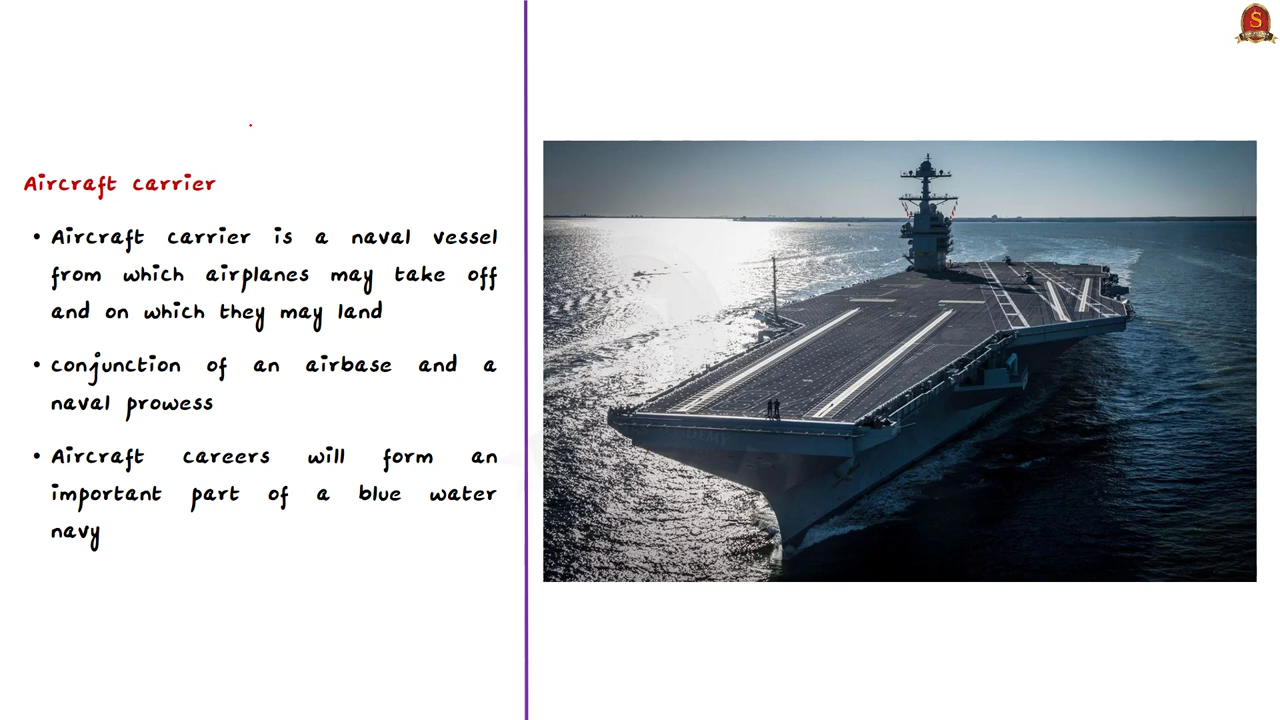 Aircraft carrier
• Aircraft carrier is a naval vessel
from which airplanes may take off
and on which they may land
• conjunction of an airbase and a
naval prowess
• Aircraft careers will form an
important part of a blue water
navy
S